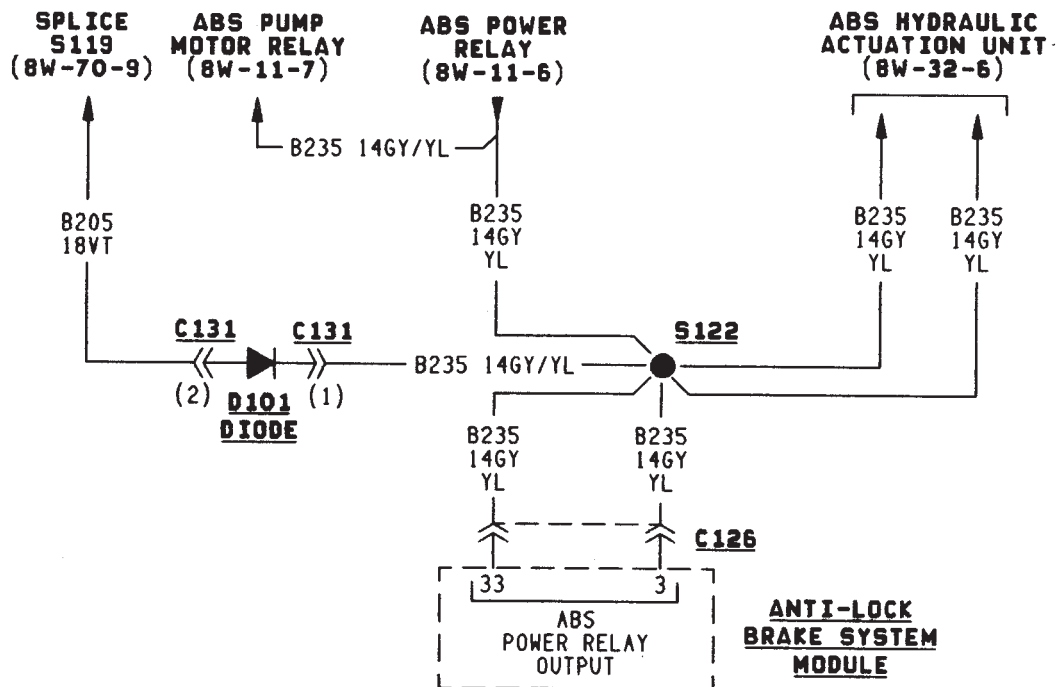 SPLICE
S119
(8W-70-9)
ABS PUMP
MOTOR RELAY
(8W-11-7)
ABS POWER
RELAY
(8W-11-6)
ABS HYDRAULIC
ACTUATION UNIT
(8W-32-6)
B235 14GY/YL
B205
18VT
B235
14GY
YL
B235
14GY
YL
B235
14GY
YL
C131
C131
S122
B235 14GY/YL
(2)
D101
DIODE
(1)
B235
14GY
YL
B235
14GY
YL
C126
33
3
ABS
POWER RELAY
OUTPUT
ANTI-LOCK
BRAKE SYSTEM
MODULE